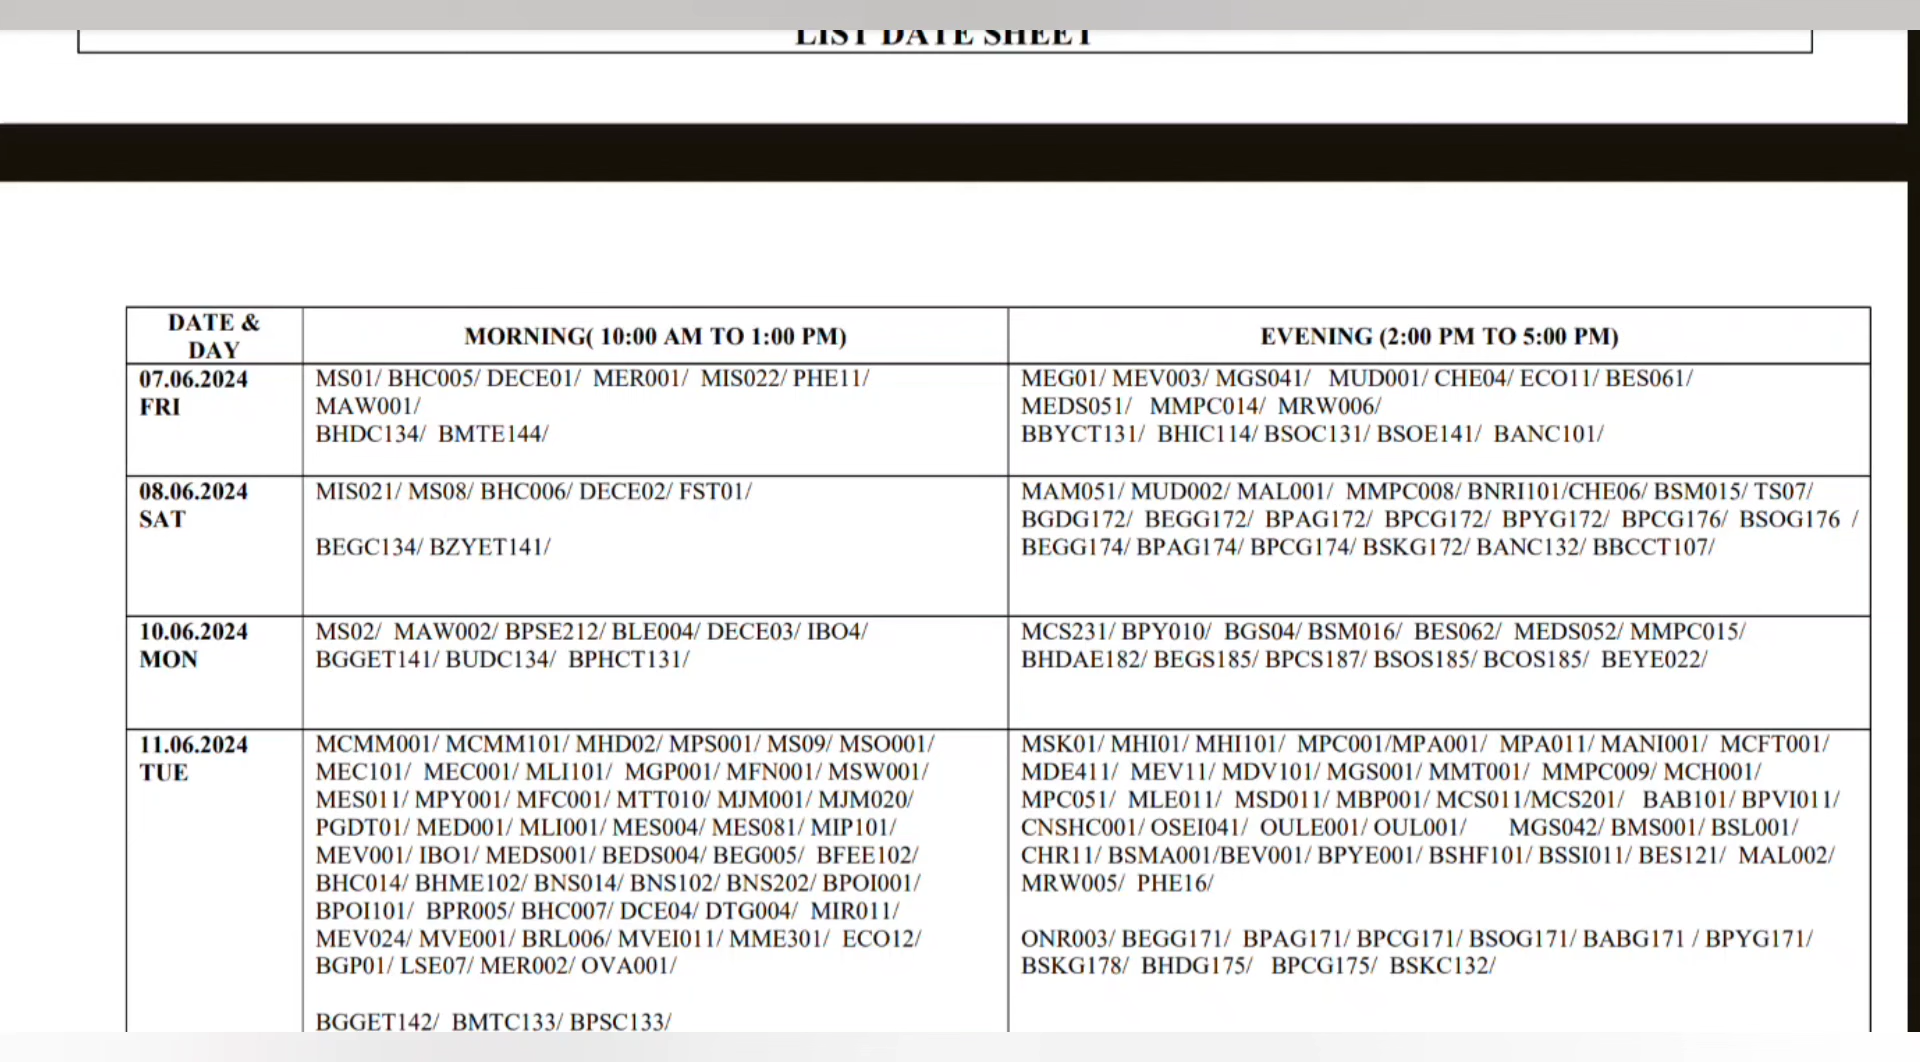 LIST DATE SHEET
DATE &
DAY
MORNING( 10:00 AM TO 1:00 PM)
EVENING (2:00 PM TO 5:00 PM)
07.06.2024
FRI
MS01/ BHC005/ DECE01/ MER001/ MIS022/ PHE11/
MAW001/
BHDC134/ BMTE144/
MEG01/ MEV003/ MGS041/ MUD001/ CHE04/ ECO11/ BES061/
MEDS051/ MMPC014/ MRW006/
BBYCT131/ BHIC114/ BSOC131/ BSOE141/ BANC101/
08.06.2024
SAT
MIS021/ MS08/ BHC006/ DECE02/ FST01/
BEGC134/ BZYET141/
MAM051/ MUD002/ MAL001/ MMPC008/ BNRI101/CHE06/ BSM015/ TS07/
BGDG172/ BEGG172/ BPAG172/ BPCG172/ BPYG172/ BPCG176/ BSOG176 /
BEGG174/ BPAG174/ BPCG174/ BSKG172/ BANC132/ BBCCT107/
10.06.2024
MON
MS02/ MAW002/ BPSE212/ BLE004/ DECE03/ IBO4/
BGGET141/ BUDC134/ BPHCT131/
MCS231/ BPY010/ BGS04/ BSM016/ BES062/ MEDS052/ MMPC015/
BHDAE182/ BEGS185/ BPCS187/ BSOS185/ BCOS185/ BEYE022/
11.06.2024
TUE
MCMM001/ MCMM101/ MHD02/ MPS001/ MS09/ MSO001/
MEC101/ MEC001/ MLI101/ MGP001/ MFN001/ MSW001/
MES011/ MPY001/ MFC001/ MTT010/ MJM001/ MJM020/
PGDT01/ MED001/ MLI001/ MES004/ MES081/ MIP101/
MEV001/ IBO1/ MEDS001/ BEDS004/ BEG005/ BFEE102/
BHC014/ BHME102/ BNS014/ BNS102/ BNS202/ BPOI001/
BPOI101/ BPR005/ BHC007/ DCE04/ DTG004/ MIR011/
MEV024/ MVE001/ BRL006/ MVEI011/ MME301/ ECO12/
BGP01/ LSE07/ MER002/ OVA001/
BGGET142/ BMTC133/ BPSC133/
MSK01/ MHI01/ MHI101/ MPC001/MPA001/ MPA011/ MANI001/ MCFT001/
MDE411/ MEV11/ MDV101/ MGS001/ MMT001/ MMPC009/ MCH001/
MPC051/ MLE011/ MSD011/ MBP001/ MCS011/MCS201/ BAB101/ BPVI011/
CNSHC001/ OSEI041/ OULE001/ OUL001/ MGS042/ BMS001/ BSL001/
CHR11/ BSMA001/BEV001/ BPYE001/ BSHF101/ BSSI011/ BES121/ MAL002/
MRW005/ PHE16/
ONR003/ BEGG171/ BPAG171/ BPCG171/ BSOG171/ BABG171 / BPYG171/
BSKG178/ BHDG175/ BPCG175/ BSKC132/